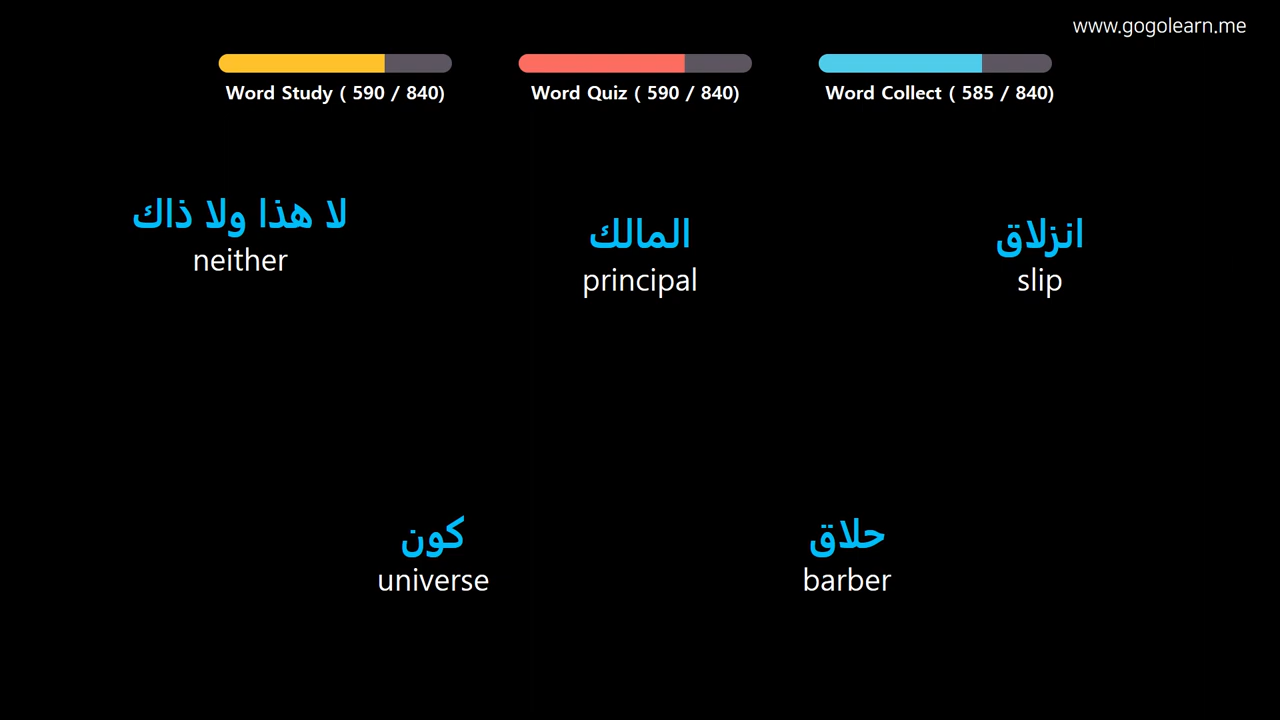 www.gogolearn.me
Word Study ( 590 / 840)
Word Quiz ( 590 / 840)
Word Collect ( 585 / 840)
لا هذا ولا ذاك
neither
المالك
principal
انزلاق
slip
كون
universe
حلاق
barber